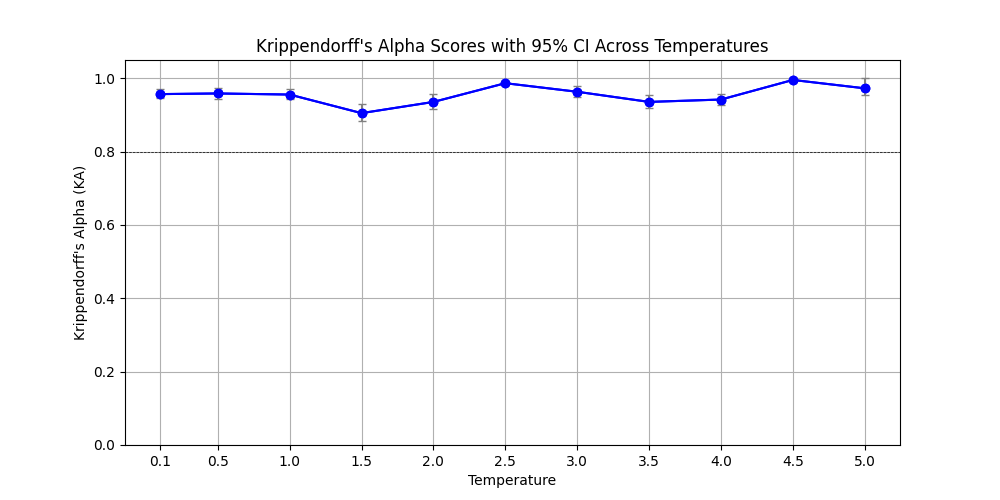 Krippendorff's Alpha Scores with 95% CI Across Temperatures
Krippendorff's Alpha (KA)
1.0
0.8
0.6
0.4
0.2
0.0
0.1 0.5 1.0 1.5 2.0 2.5 3.0 3.5 4.0 4.5 5.0
Temperature